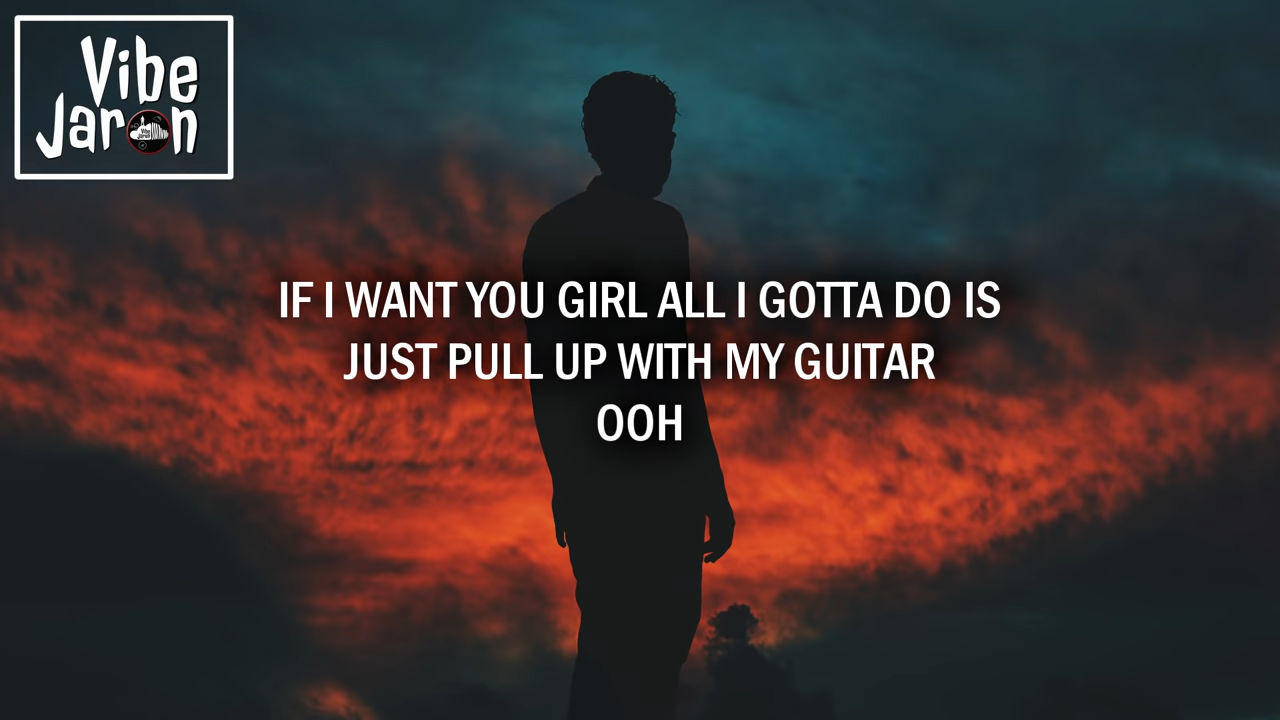 Vibe
Jaron
IF I WANT YOU GIRL ALL I GOTTA DO IS
JUST PULL UP WITH MY GUITAR
OOH